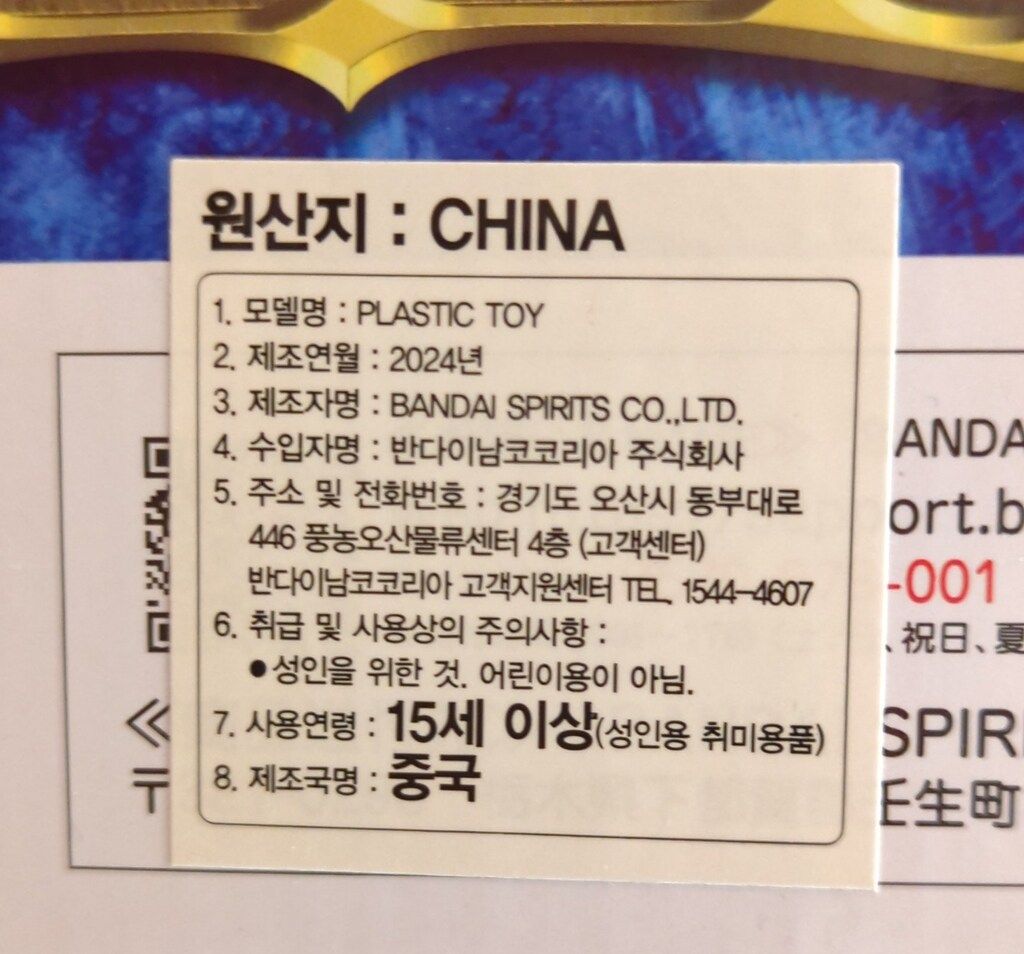 원산지 : CHINA
1. 모델명 : PLASTIC TOY
2. 제조연월 : 2024년
3. 제조자명 : BANDAI SPIRITS CO.,LTD.
4. 수입자명 : 반다이남코코리아 주식회사
5. 주소 및 전화번호 : 경기도 오산시 동부대로
446 풍농오산물류센터 4층 (고객센터)
반다이남코코리아 고객지원센터 TEL. 1544-4607
6. 취급 및 사용상의 주의사항 :
●성인을 위한 것. 어린이용이 아님.
7. 사용연령 : 15세 이상(성인용 취미용품)
8. 제조국명 : 중국
ANDA
ort.b
-001
、祝日、夏
≪
SPIR
〒
壬生町